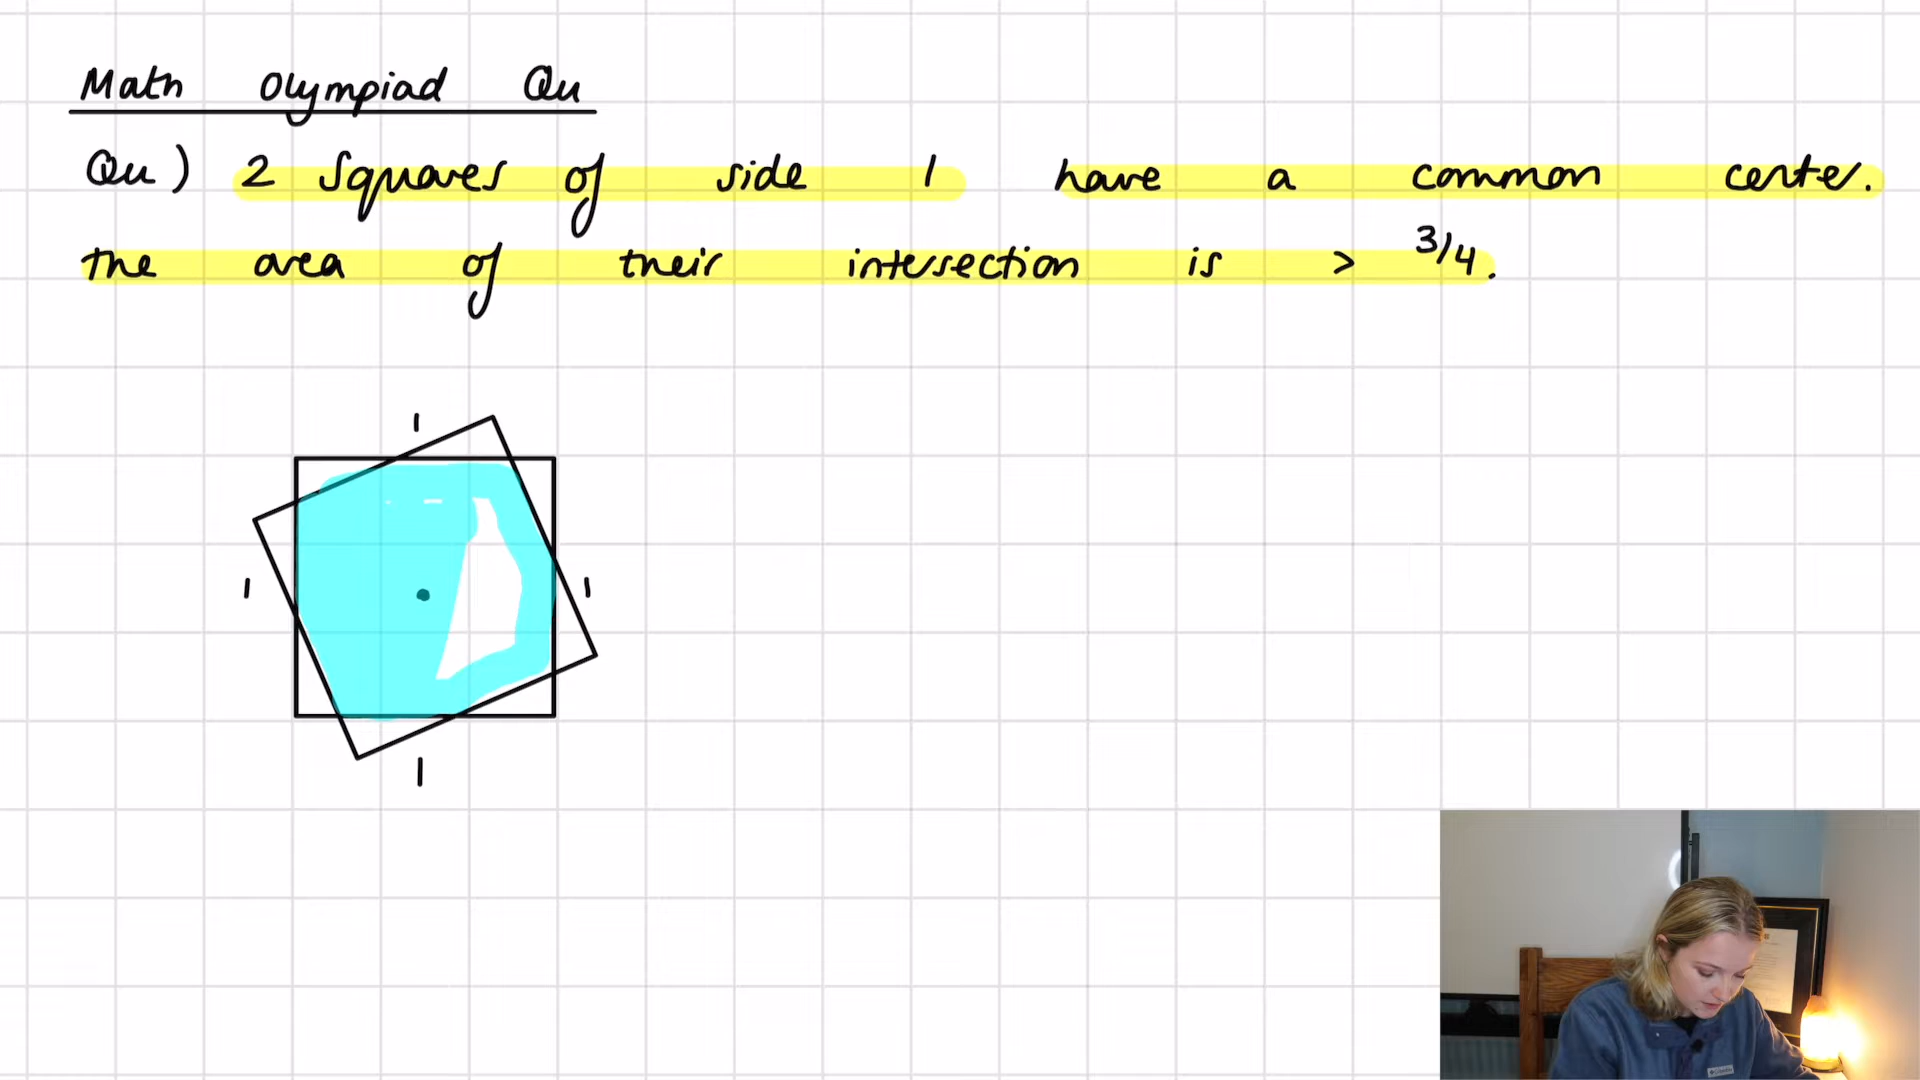 Math Olympiad Qu
Qu) 2 squares of side 1 have a common center.
the area of their intersection is > 3/4.
1
1
1
1